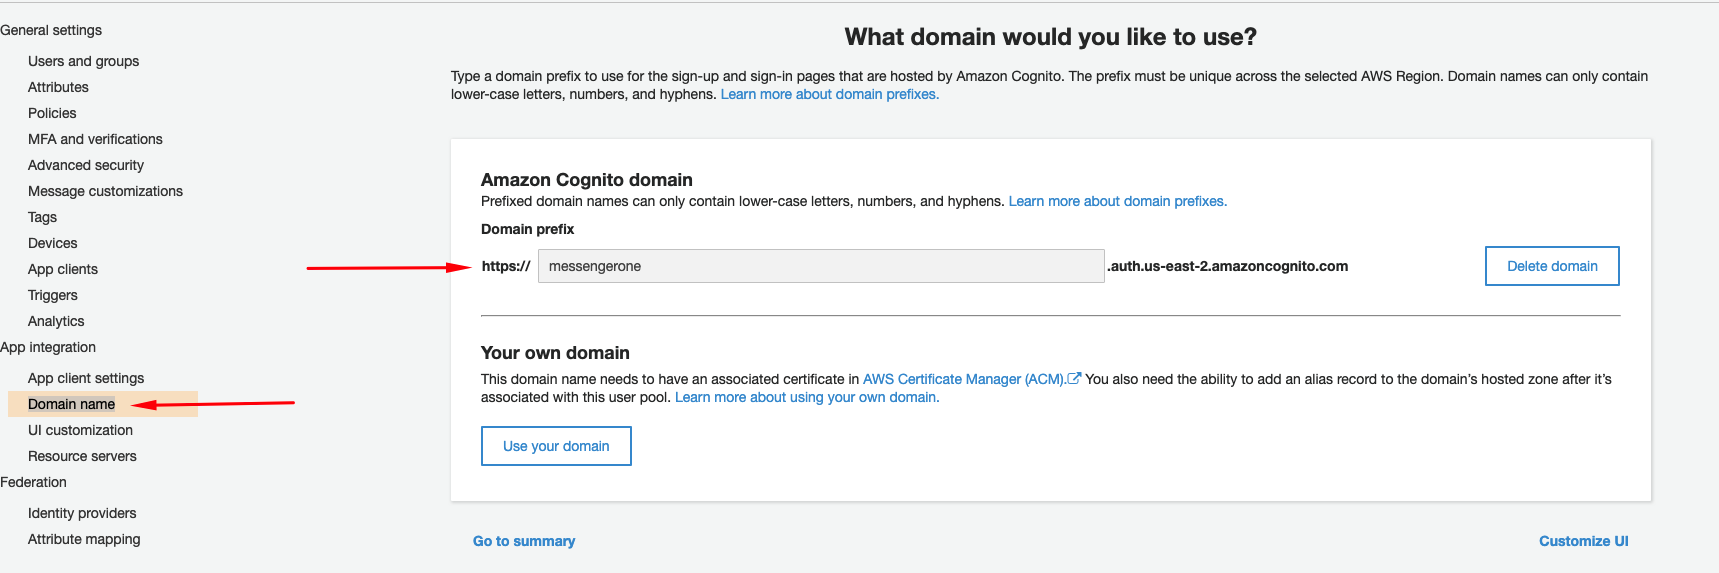 General settings
Users and groups
Attributes
Policies
MFA and verifications
Advanced security
Message customizations
Tags
Devices
App clients
Triggers
Analytics
App integration
App client settings
Domain name
UI customization
Resource servers
Federation
Identity providers
Attribute mapping
What domain would you like to use?
Type a domain prefix to use for the sign-up and sign-in pages that are hosted by Amazon Cognito. The prefix must be unique across the selected AWS Region. Domain names can only contain
lower-case letters, numbers, and hyphens. Learn more about domain prefixes.
Amazon Cognito domain
Prefixed domain names can only contain lower-case letters, numbers, and hyphens. Learn more about domain prefixes.
Domain prefix
https:// messengerone .auth.us-east-2.amazoncognito.com Delete domain
Your own domain
This domain name needs to have an associated certificate in AWS Certificate Manager (ACM). You also need the ability to add an alias record to the domain’s hosted zone after it’s
associated with this user pool. Learn more about using your own domain.
Use your domain
Go to summary Customize UI